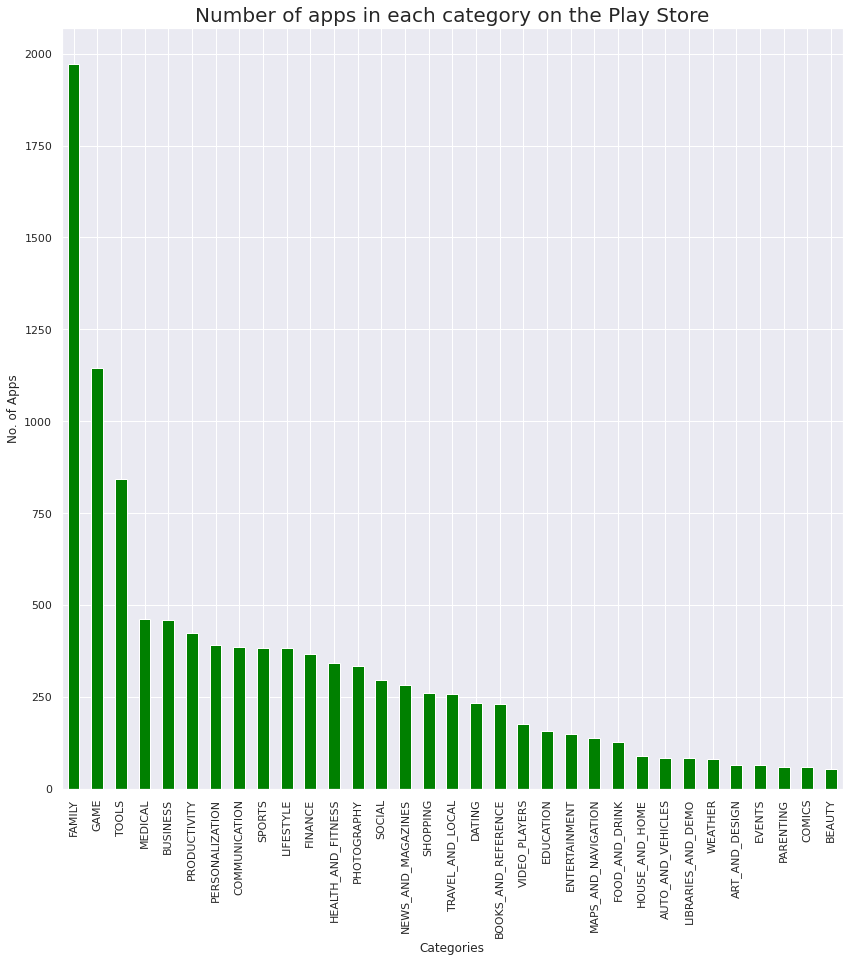 Number of apps in each category on the Play Store
2000
1750
1500
1250
1000
750
500
250
0
No. of Apps
FAMILY
GAME
TOOLS
MEDICAL
BUSINESS
PRODUCTIVITY
PERSONALIZATION
COMMUNICATION
SPORTS
LIFESTYLE
FINANCE
HEALTH_AND_FITNESS
PHOTOGRAPHY
SOCIAL
NEWS_AND_MAGAZINES
SHOPPING
TRAVEL_AND_LOCAL
DATING
BOOKS_AND_REFERENCE
VIDEO_PLAYERS
EDUCATION
ENTERTAINMENT
MAPS_AND_NAVIGATION
FOOD_AND_DRINK
HOUSE_AND_HOME
AUTO_AND_VEHICLES
LIBRARIES_AND_DEMO
WEATHER
ART_AND_DESIGN
EVENTS
PARENTING
COMICS
BEAUTY
Categories